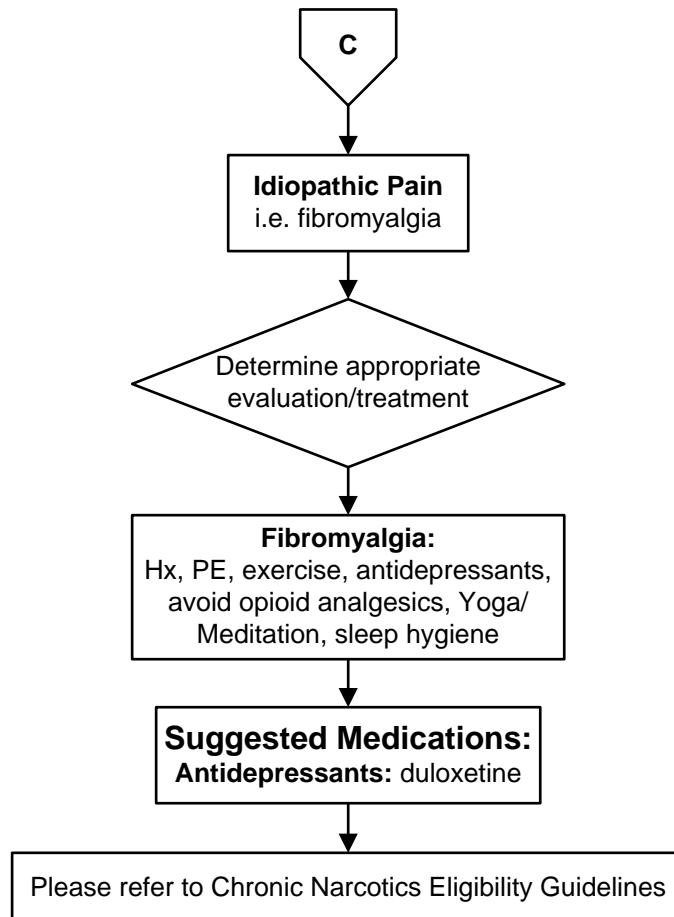 C
Idiopathic Pain
i.e. fibromyalgia
Determine appropriate
evaluation/treatment
Fibromyalgia:
Hx, PE, exercise, antidepressants,
avoid opioid analgesics, Yoga/
Meditation, sleep hygiene
Suggested Medications:
Antidepressants: duloxetine
Please refer to Chronic Narcotics Eligibility Guidelines